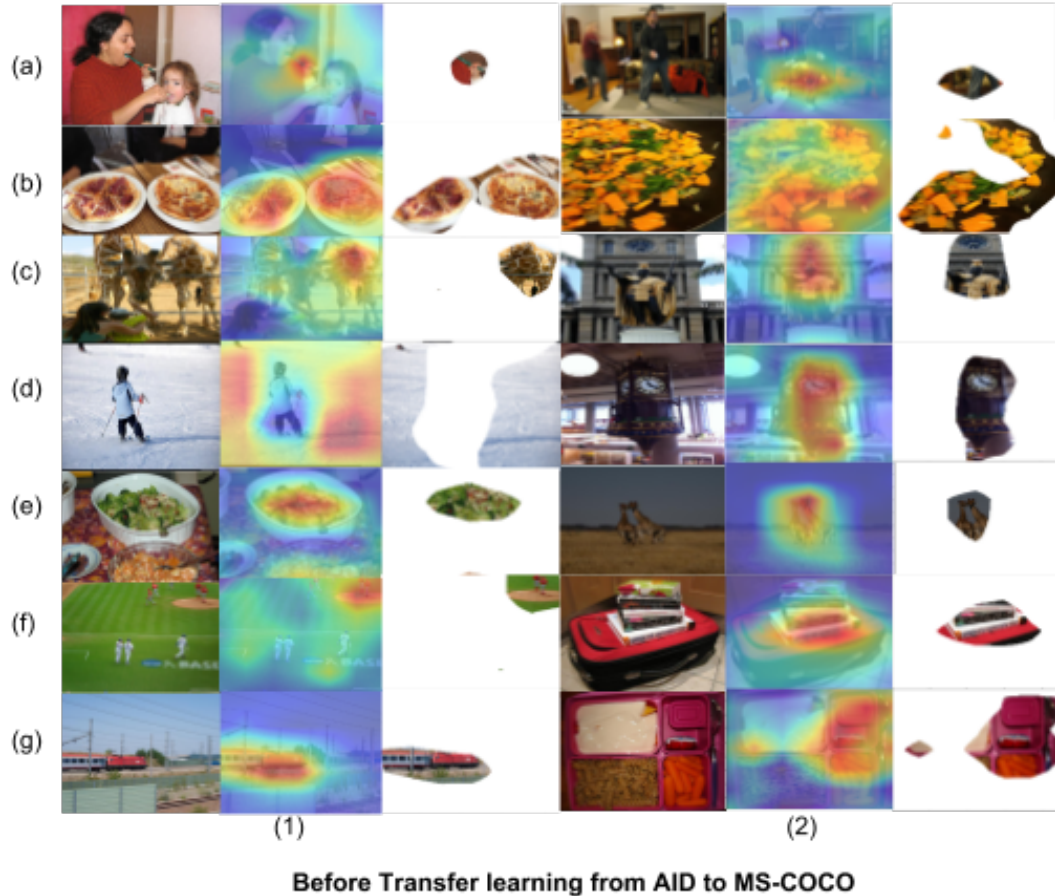 (a)
(b)
(c)
(d)
(e)
(f)
(g)
(1) (2)
Before Transfer learning from AID to MS-COCO